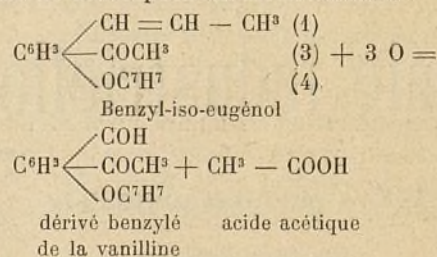 CH = CH — CH³ (1)
C⁶H³ COCH³ (3) + 3 O =
OC⁷H⁷ (4)
Benzyl-iso-eugénol
COH
C⁶H³ COCH³ + CH³ — COOH
OC⁷H⁷
dérivé benzylé acide acétique
de la vanilline